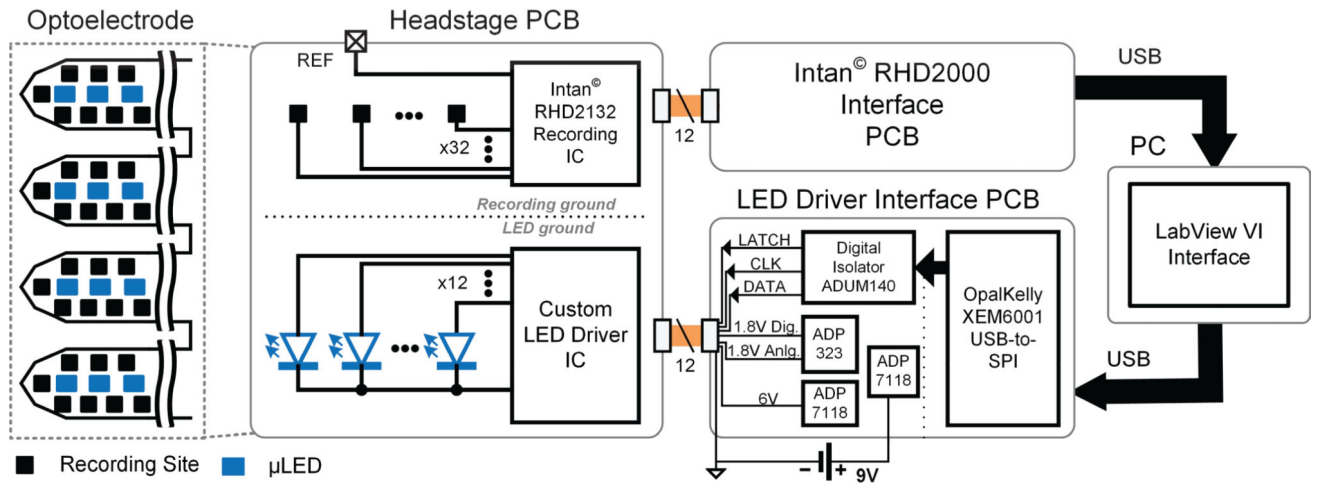 Optoelectrode
Headstage PCB
REF
x32
Intan©
RHD2132
Recording
IC
Recording ground
LED ground
x12
Custom
LED Driver
IC
12
12
Intan© RHD2000
Interface
PCB
USB
PC
LabView VI
Interface
USB
LED Driver Interface PCB
LATCH
CLK
DATA
Digital
Isolator
ADUM140
OpalKelly
XEM6001
USB-to-
SPI
1.8V Dig.
1.8V Anlg.
ADP
323
ADP
7118
6V
ADP
7118
- + 9V
Recording Site
µLED